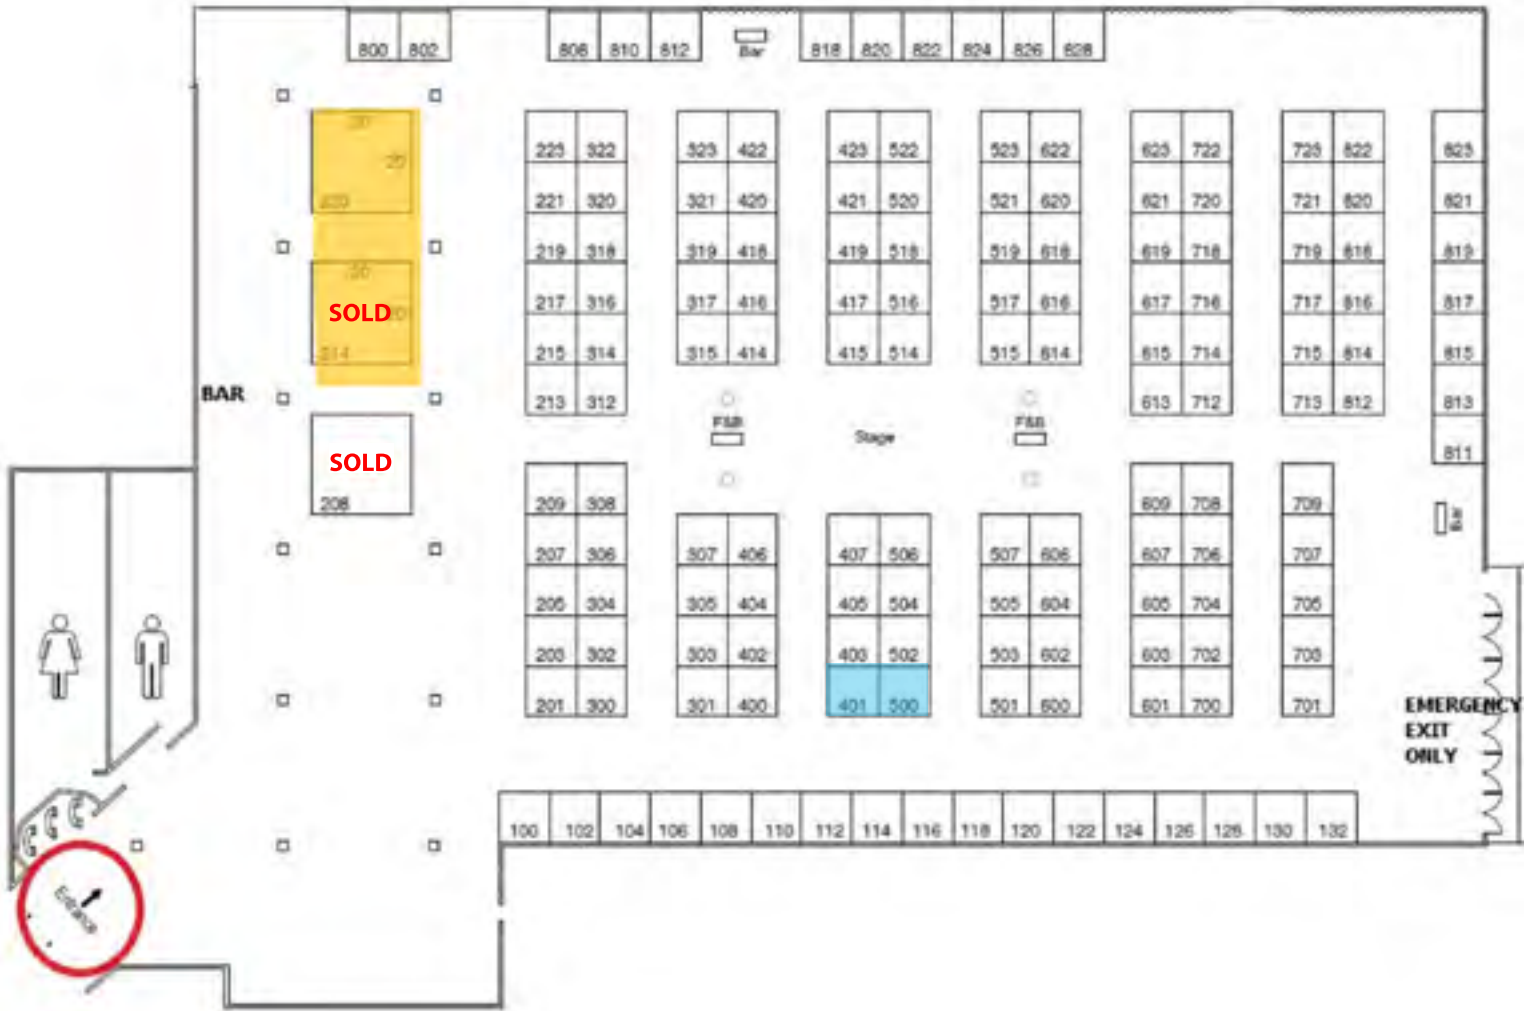 800 802 808 810 812 Bar 818 820 822 824 826 828
20
20
220
223 322 323 422 423 522 523 622 623 722 723 822 823
221 320 321 420 421 520 521 620 621 720 721 820 821
219 318 319 418 419 518 519 618 619 718 719 818 819
SOLD
214
217 316 317 416 417 516 517 616 617 716 717 816 817
215 314 315 414 415 514 515 614 615 714 715 814 815
BAR
213 312 613 712 713 812 813
F&B Stage F&B
811
SOLD
208
209 308 609 708 709
Bar
207 306 307 406 407 506 507 606 607 706 707
205 304 305 404 405 504 505 604 605 704 705
203 302 303 402 403 502 503 602 603 702 703
201 300 301 400 401 500 501 600 601 700 701
EMERGENCY
EXIT
ONLY
100 102 104 106 108 110 112 114 116 118 120 122 124 126 128 130 132
Entrance